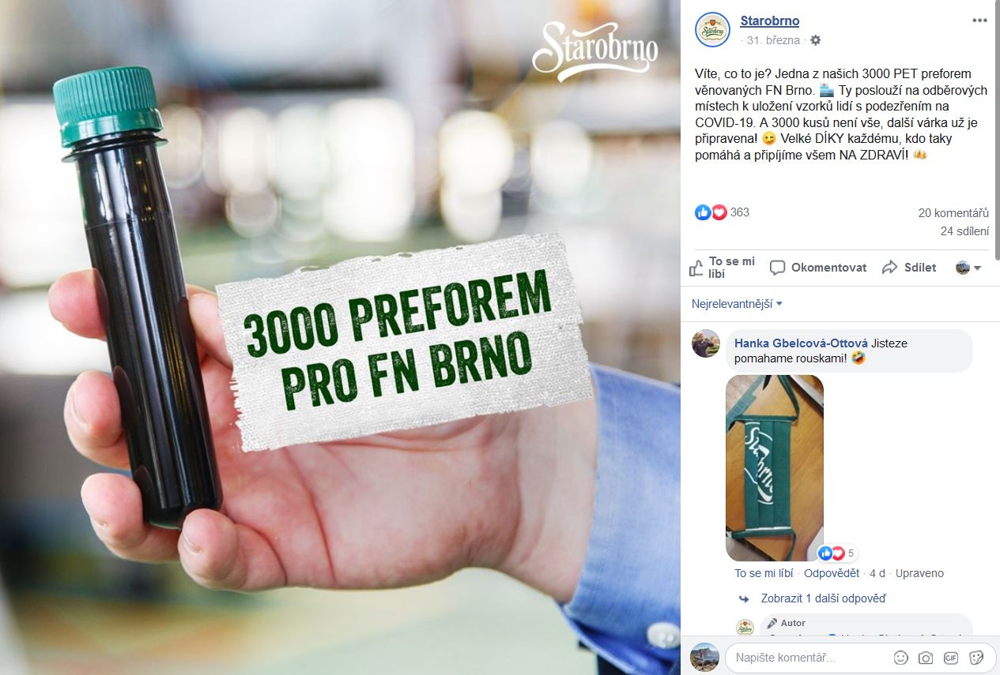 Starobrno
3000 PREFOREM
PRO FN BRNO
Starobrno
· 31. března ·
Víte, co to je? Jedna z našich 3000 PET preforem
věnovaných FN Brno. Ty poslouží na odběrových
místech k uložení vzorků lidí s podezřením na
COVID-19. A 3000 kusů není vše, další várka už je
připravena! 😉 Velké DÍKY každému, kdo taky
pomáhá a připíjíme všem NA ZDRAVÍ! 🍻
363
20 komentářů
24 sdílení
To se mi
líbí
Okomentovat
Sdílet
Nejrelevantnější
Hanka Gbelcová-Ottová Jisteze
pomahame rouskami! 🤣
Starobrno
5
To se mi líbí · Odpovědět · 4 d · Upraveno
Zobrazit 1 další odpověď
Autor
Napište komentář...
GIF